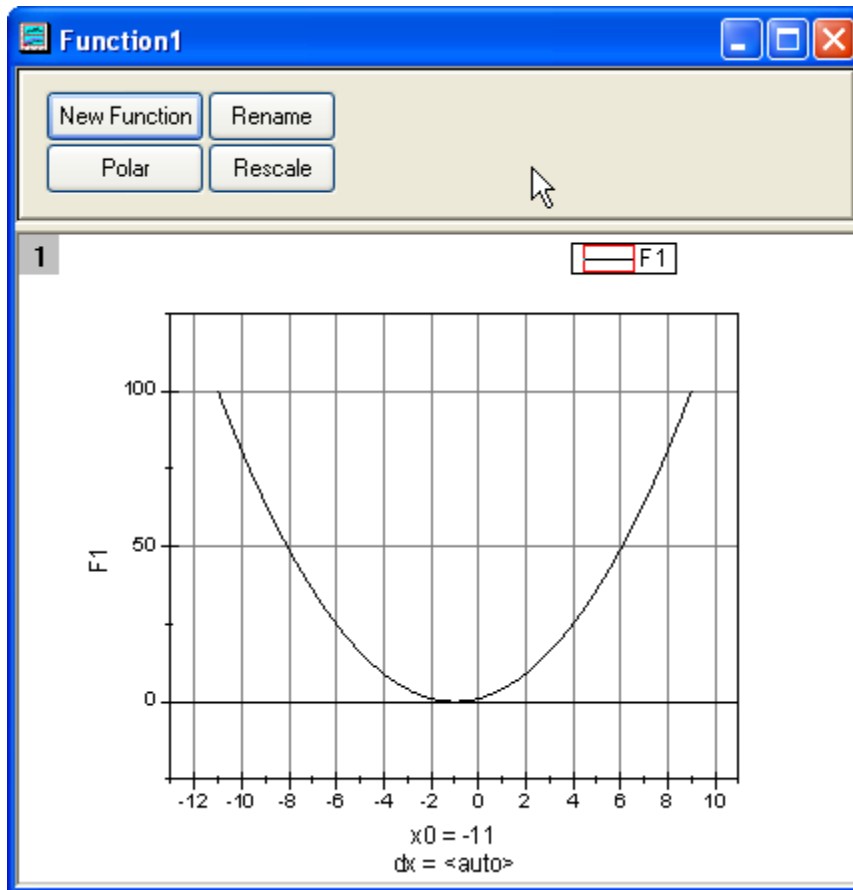 Function1
New Function Rename
Polar Rescale
1
F1
100
50
0
F1
-12 -10 -8 -6 -4 -2 0 2 4 6 8 10
x0 = -11
dx = <auto>